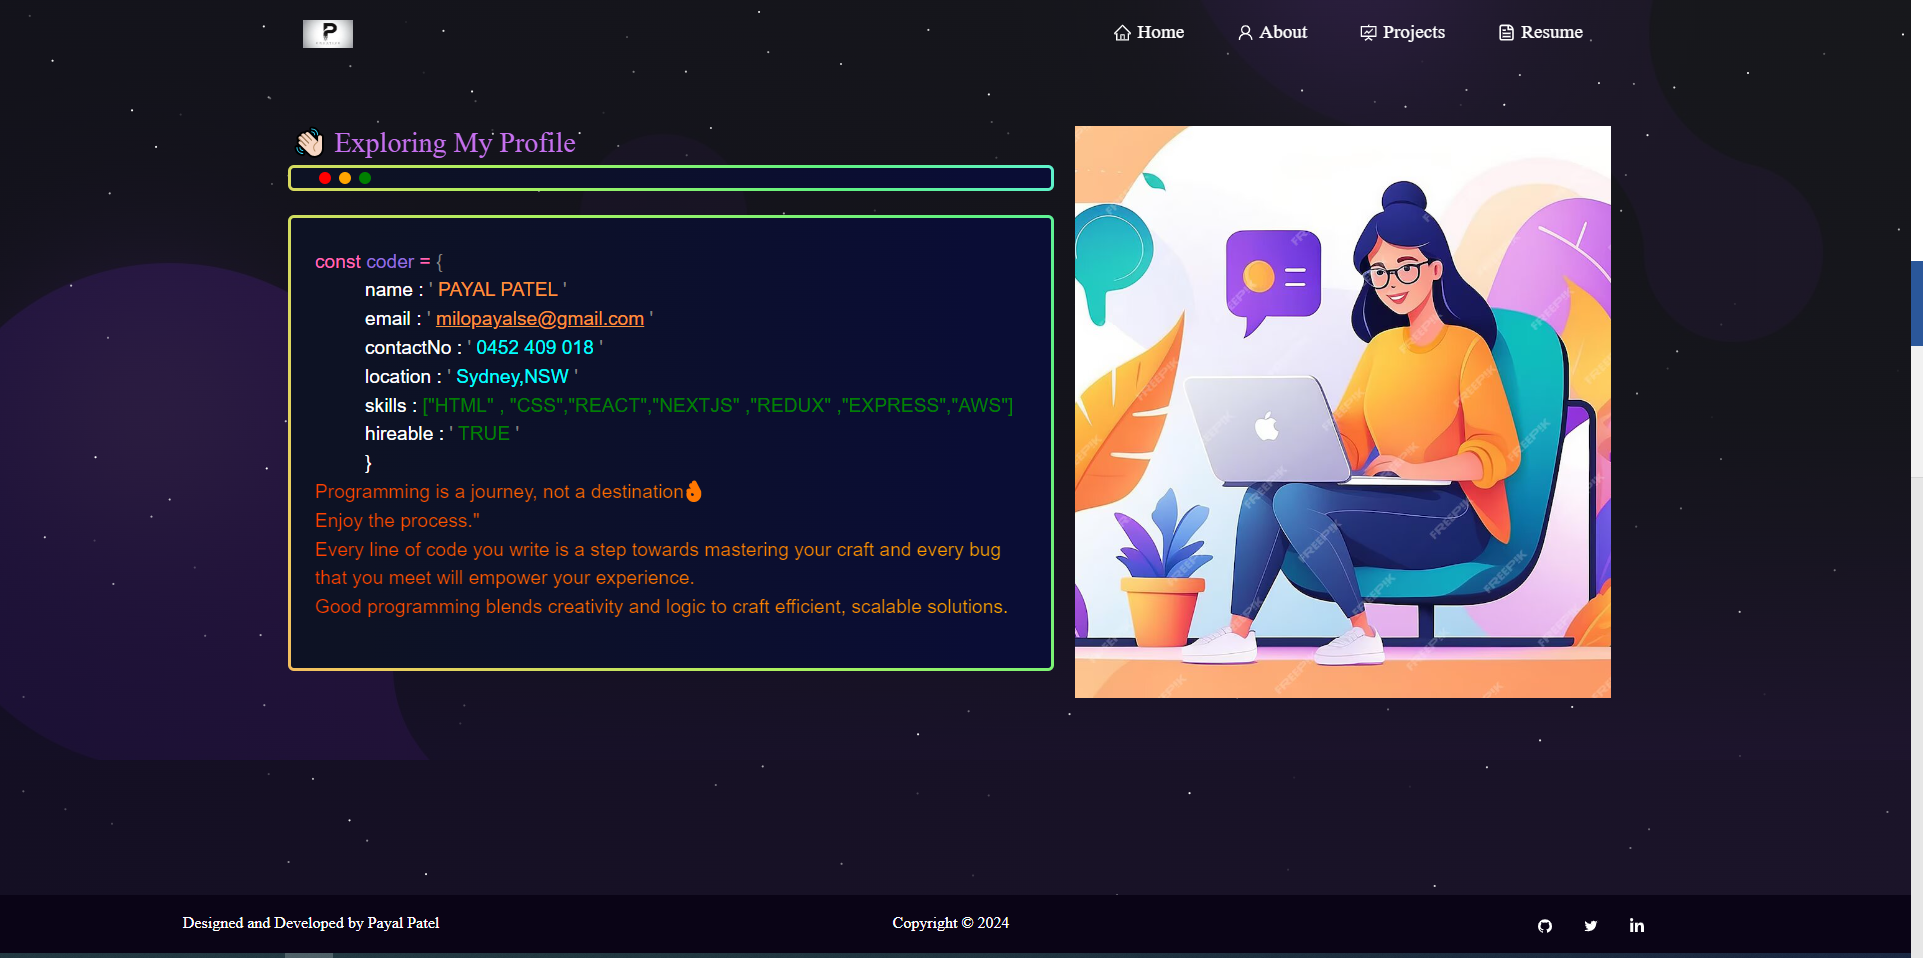 P
Home
About
Projects
Resume
👋🏻 Exploring My Profile
const coder = {
name : ' PAYAL PATEL '
email : ' milopayalse@gmail.com '
contactNo : ' 0452 409 018 '
location : ' Sydney,NSW '
skills : ["HTML" , "CSS","REACT","NEXTJS" ,"REDUX" ,"EXPRESS","AWS"]
hireable : ' TRUE '
}
Programming is a journey, not a destination👌
Enjoy the process."
Every line of code you write is a step towards mastering your craft and every bug
that you meet will empower your experience.
Good programming blends creativity and logic to craft efficient, scalable solutions.
FREEPIK
Designed and Developed by Payal Patel
Copyright © 2024
in